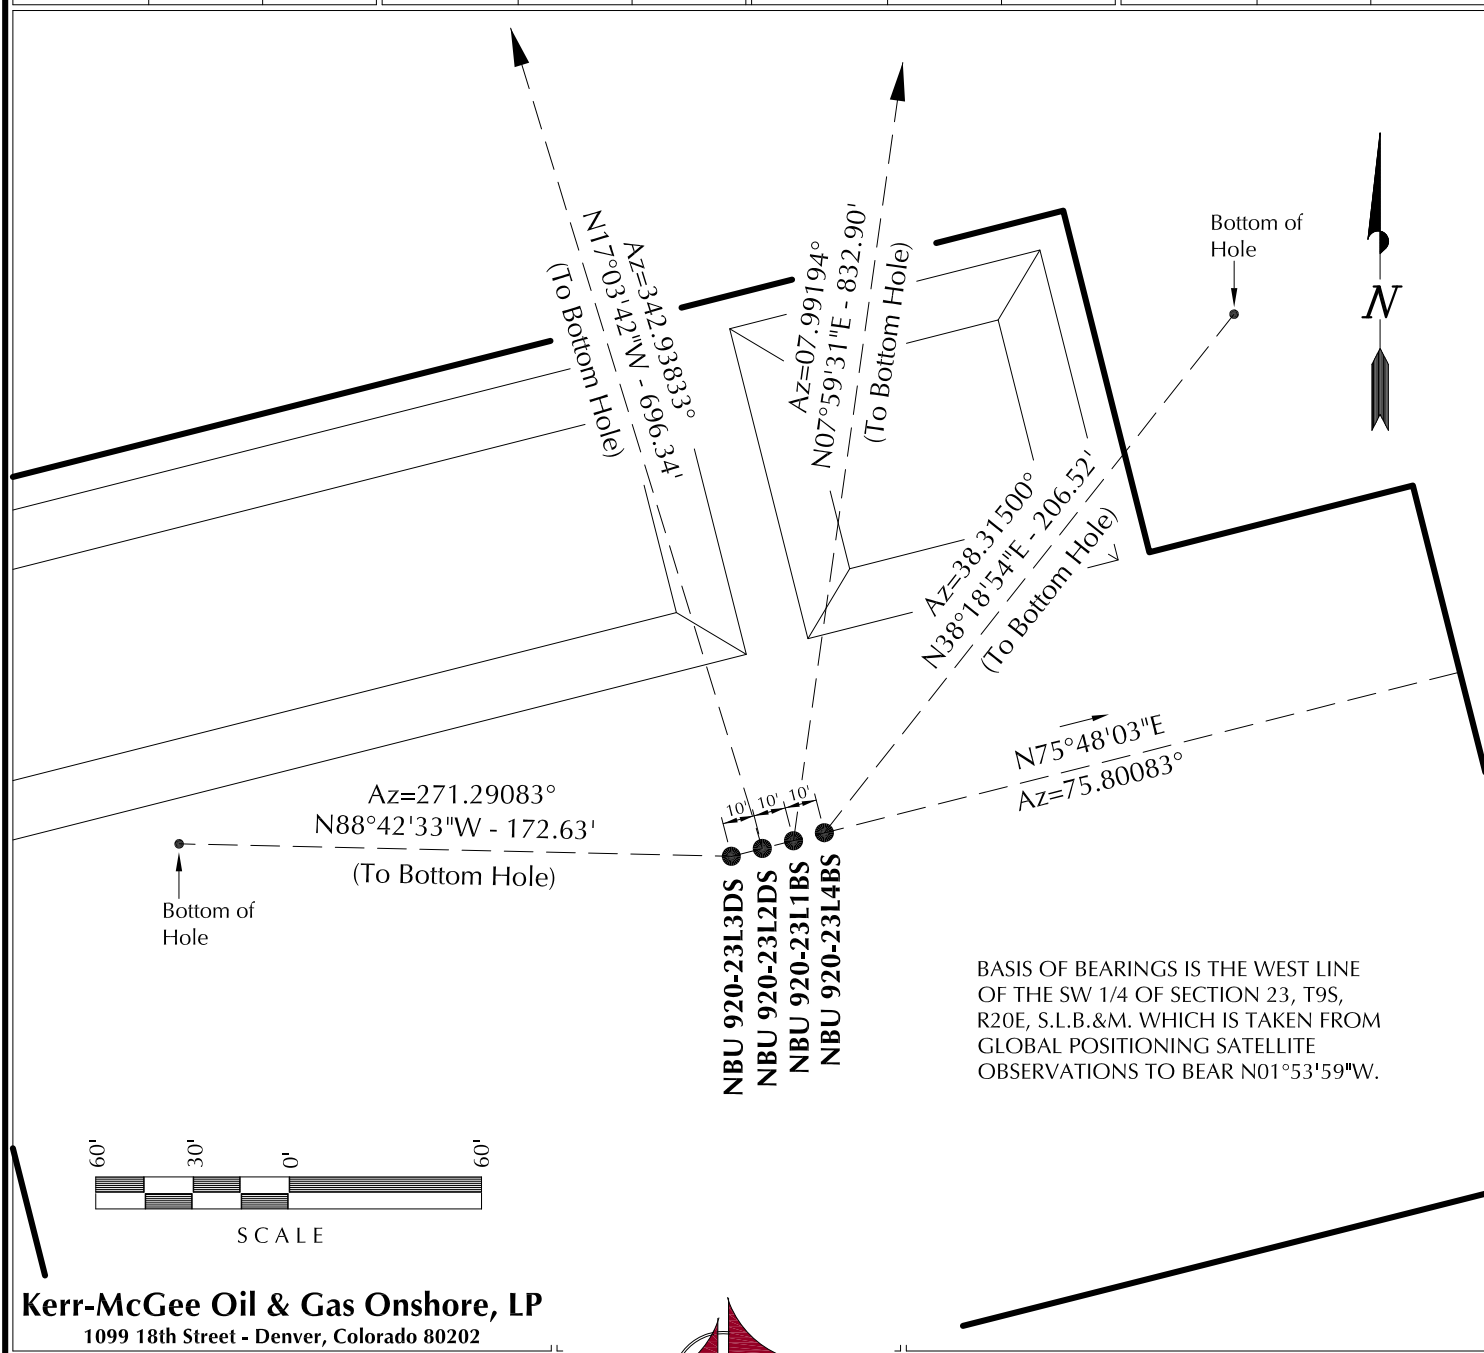 Az=342.93833°
N17°03'42"W - 696.34'
(To Bottom Hole)
Az=07.99194°
N07°59'31"E - 832.90'
(To Bottom Hole)
Bottom of
Hole
N
Az=38.31500°
N38°18'54"E - 206.52'
(To Bottom Hole)
N75°48'03"E
Az=75.80083°
Az=271.29083°
N88°42'33"W - 172.63'
(To Bottom Hole)
10' 10' 10'
Bottom of
Hole
NBU 920-23L3DS
NBU 920-23L2DS
NBU 920-23L1BS
NBU 920-23L4BS
BASIS OF BEARINGS IS THE WEST LINE
OF THE SW 1/4 OF SECTION 23, T9S,
R20E, S.L.B.&M. WHICH IS TAKEN FROM
GLOBAL POSITIONING SATELLITE
OBSERVATIONS TO BEAR N01°53'59"W.
60' 30' 0' 60'
SCALE
Kerr-McGee Oil & Gas Onshore, LP
1099 18th Street - Denver, Colorado 80202